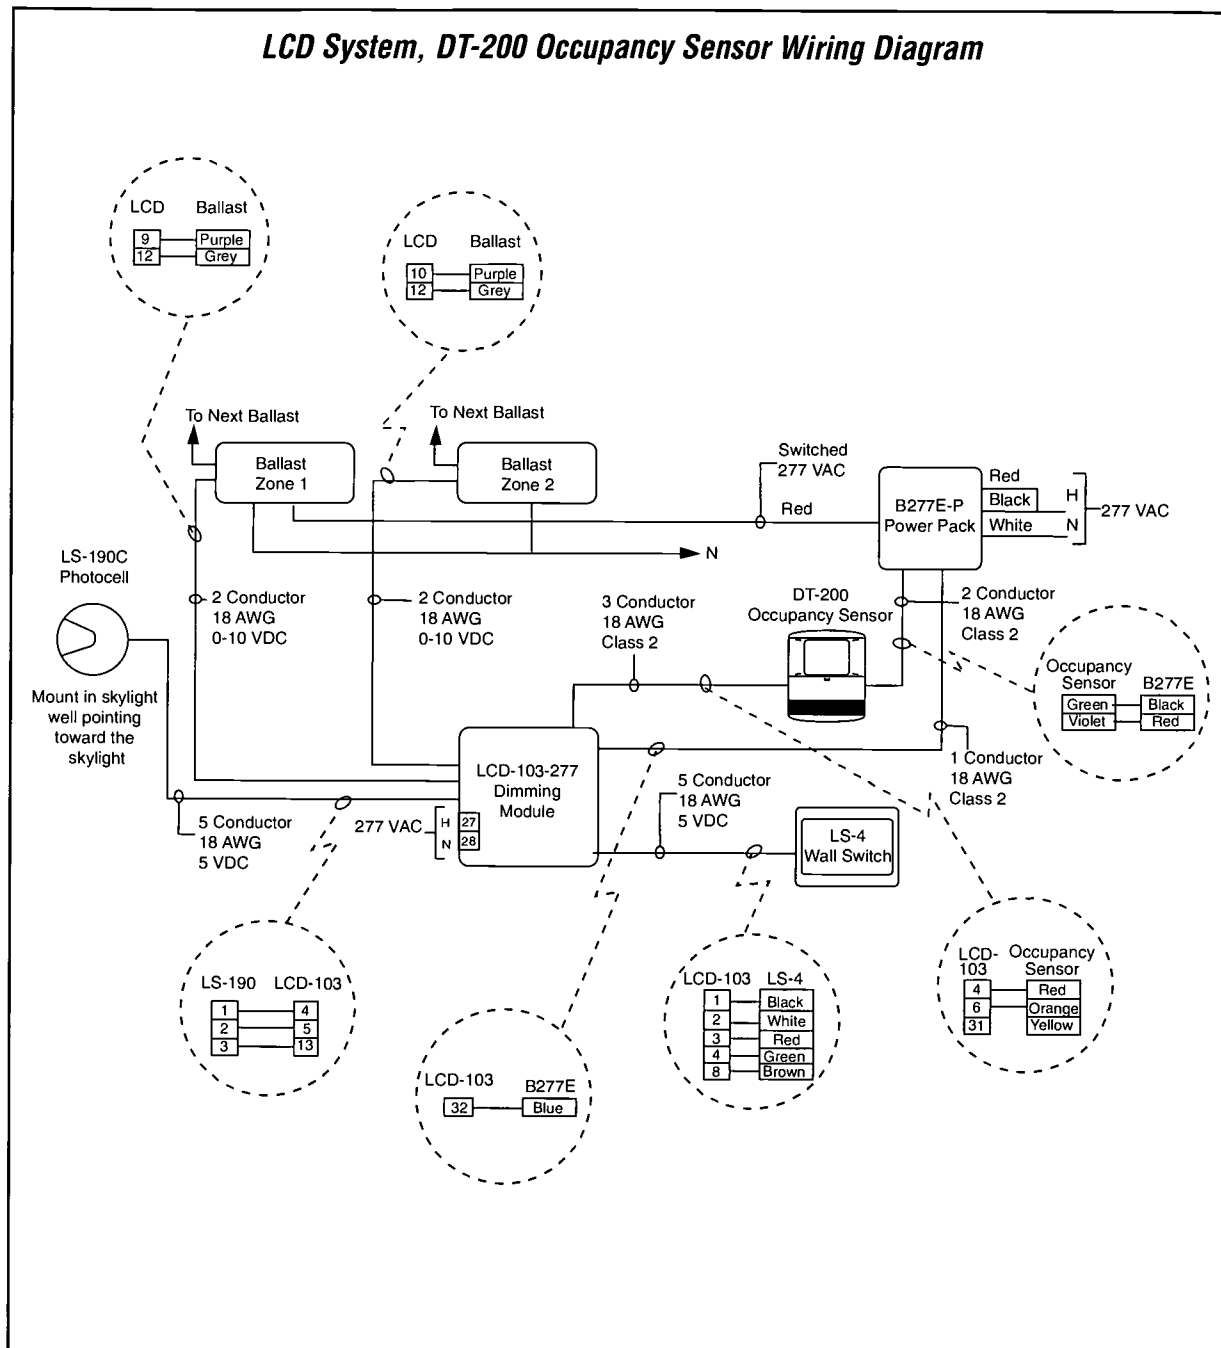 LCD System, DT-200 Occupancy Sensor Wiring Diagram
LCD Ballast
9 Purple
12 Grey
LCD Ballast
10 Purple
12 Grey
To Next Ballast
To Next Ballast
Ballast
Zone 1
Ballast
Zone 2
Switched
277 VAC
Red
B277E-P
Power Pack
Red
Black H
White N
277 VAC
N
LS-190C
Photocell
Mount in skylight
well pointing
toward the
skylight
2 Conductor
18 AWG
0-10 VDC
2 Conductor
18 AWG
0-10 VDC
3 Conductor
18 AWG
Class 2
DT-200
Occupancy Sensor
2 Conductor
18 AWG
Class 2
Occupancy
Sensor B277E
Green Black
Violet Red
1 Conductor
18 AWG
Class 2
LCD-103-277
Dimming
Module
277 VAC
H 27
N 28
5 Conductor
18 AWG
5 VDC
5 Conductor
18 AWG
5 VDC
LS-4
Wall Switch
LS-190 LCD-103
1 4
2 5
3 13
LCD-103 B277E
32 Blue
LCD-103 LS-4
1 Black
2 White
3 Red
4 Green
8 Brown
LCD-
103
Occupancy
Sensor
4 Red
6 Orange
31 Yellow